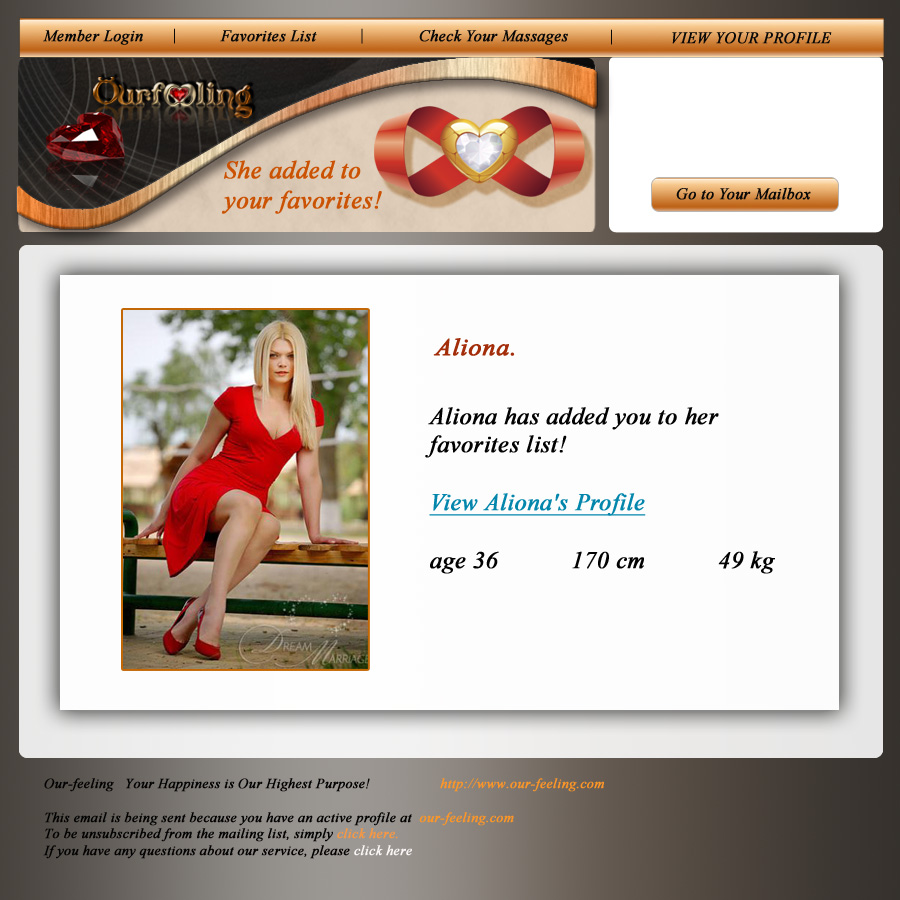 Member Login
Favorites List
Check Your Massages
VIEW YOUR PROFILE
Ourfeeling
She added to
your favorites!
Go to Your Mailbox
Aliona.
Aliona has added you to her
favorites list!
View Aliona's Profile
age 36 170 cm 49 kg
DREAM
MARRIAGE
Our-feeling Your Happiness is Our Highest Purpose! http://www.our-feeling.com
This email is being sent because you have an active profile at our-feeling.com
To be unsubscribed from the mailing list, simply click here.
If you have any questions about our service, please click here